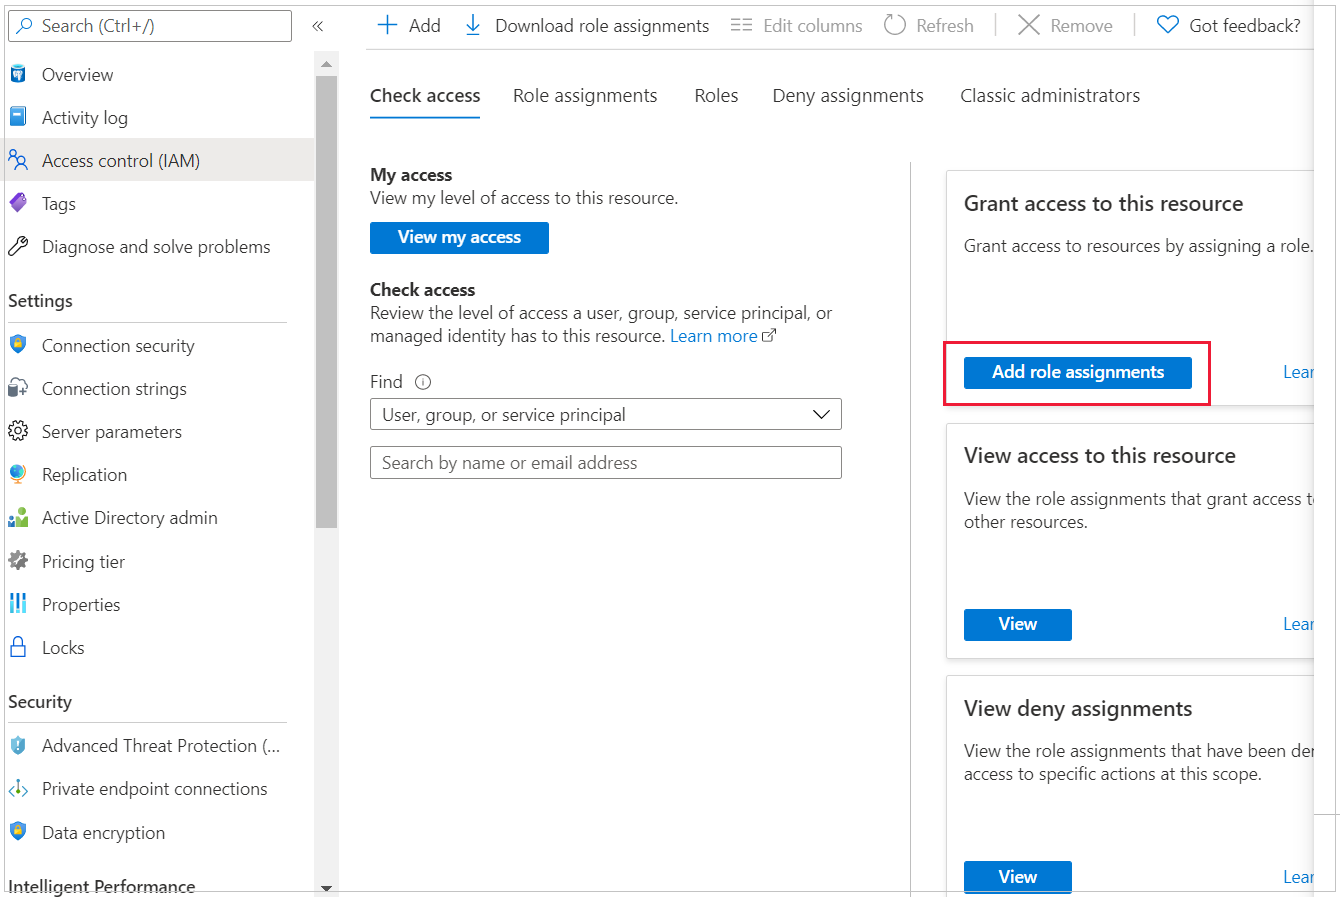 Search (Ctrl+/)
«
Add
Download role assignments
Edit columns
Refresh
Remove
Got feedback?
Overview
Activity log
Access control (IAM)
Tags
Diagnose and solve problems
Settings
Connection security
Connection strings
Server parameters
Replication
Active Directory admin
Pricing tier
Properties
Locks
Security
Advanced Threat Protection (...
Private endpoint connections
Data encryption
Intelligent Performance
Check access
Role assignments
Roles
Deny assignments
Classic administrators
My access
View my level of access to this resource.
View my access
Check access
Review the level of access a user, group, service principal, or
managed identity has to this resource. Learn more
Find
User, group, or service principal
Search by name or email address
Grant access to this resource
Grant access to resources by assigning a role.
Add role assignments
Lear
View access to this resource
View the role assignments that grant access t
other resources.
View
Lear
View deny assignments
View the role assignments that have been de
access to specific actions at this scope.
View
Lear